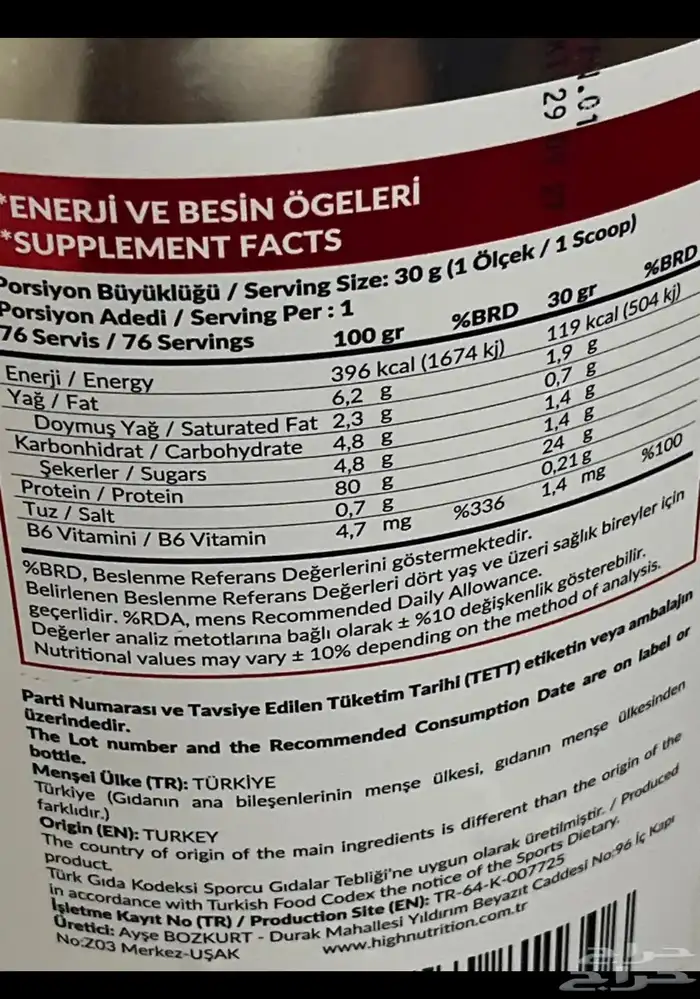 .01
29
*ENERJİ VE BESİN ÖGELERİ
*SUPPLEMENT FACTS
Porsiyon Büyüklüğü / Serving Size: 30 g (1 Ölçek / 1 Scoop)
Porsiyon Adedi / Serving Per : 1
76 Servis / 76 Servings 100 gr %BRD 30 gr %BRD
Enerji / Energy 396 kcal (1674 kj) 119 kcal (504 kj)
Yağ / Fat 6,2 g 1,9 g
Doymuş Yağ / Saturated Fat 2,3 g 0,7 g
Karbonhidrat / Carbohydrate 4,8 g 1,4 g
Şekerler / Sugars 4,8 g 1,4 g
Protein / Protein 80 g 24 g
Tuz / Salt 0,7 g 0,21 g
B6 Vitamini / B6 Vitamin 4,7 mg %336 1,4 mg %100
%BRD, Beslenme Referans Değerlerini göstermektedir.
Belirlenen Beslenme Referans Değerleri dört yaş ve üzeri sağlık bireyler için
geçerlidir. %RDA, mens Recommended Daily Allowance.
Değerler analiz metotlarına bağlı olarak ± %10 değişkenlik gösterebilir.
Nutritional values may vary ± 10% depending on the method of analysis.
Parti Numarası ve Tavsiye Edilen Tüketim Tarihi (TETT) etiketin veya ambalajın
üzerindedir.
The Lot number and the Recommended Consumption Date are on label or
bottle.
Menşei Ülke (TR): TÜRKİYE
Türkiye (Gıdanın ana bileşenlerinin menşe ülkesi, gıdanın menşe ülkesinden
farklıdır.)
Origin (EN): TURKEY
The country of origin of the main ingredients is different than the origin of the
product.
Türk Gıda Kodeksi Sporcu Gıdalar Tebliği'ne uygun olarak üretilmiştir. / Produced
in accordance with Turkish Food Codex the notice of the Sports Dietary.
İşletme Kayıt No (TR) / Production Site (EN): TR-64-K-007725
Üretici: Ayşe BOZKURT - Durak Mahallesi Yıldırım Beyazıt Caddesi No:96 İç Kapı
No:Z03 Merkez-UŞAK www.highnutrition.com.tr
حراج